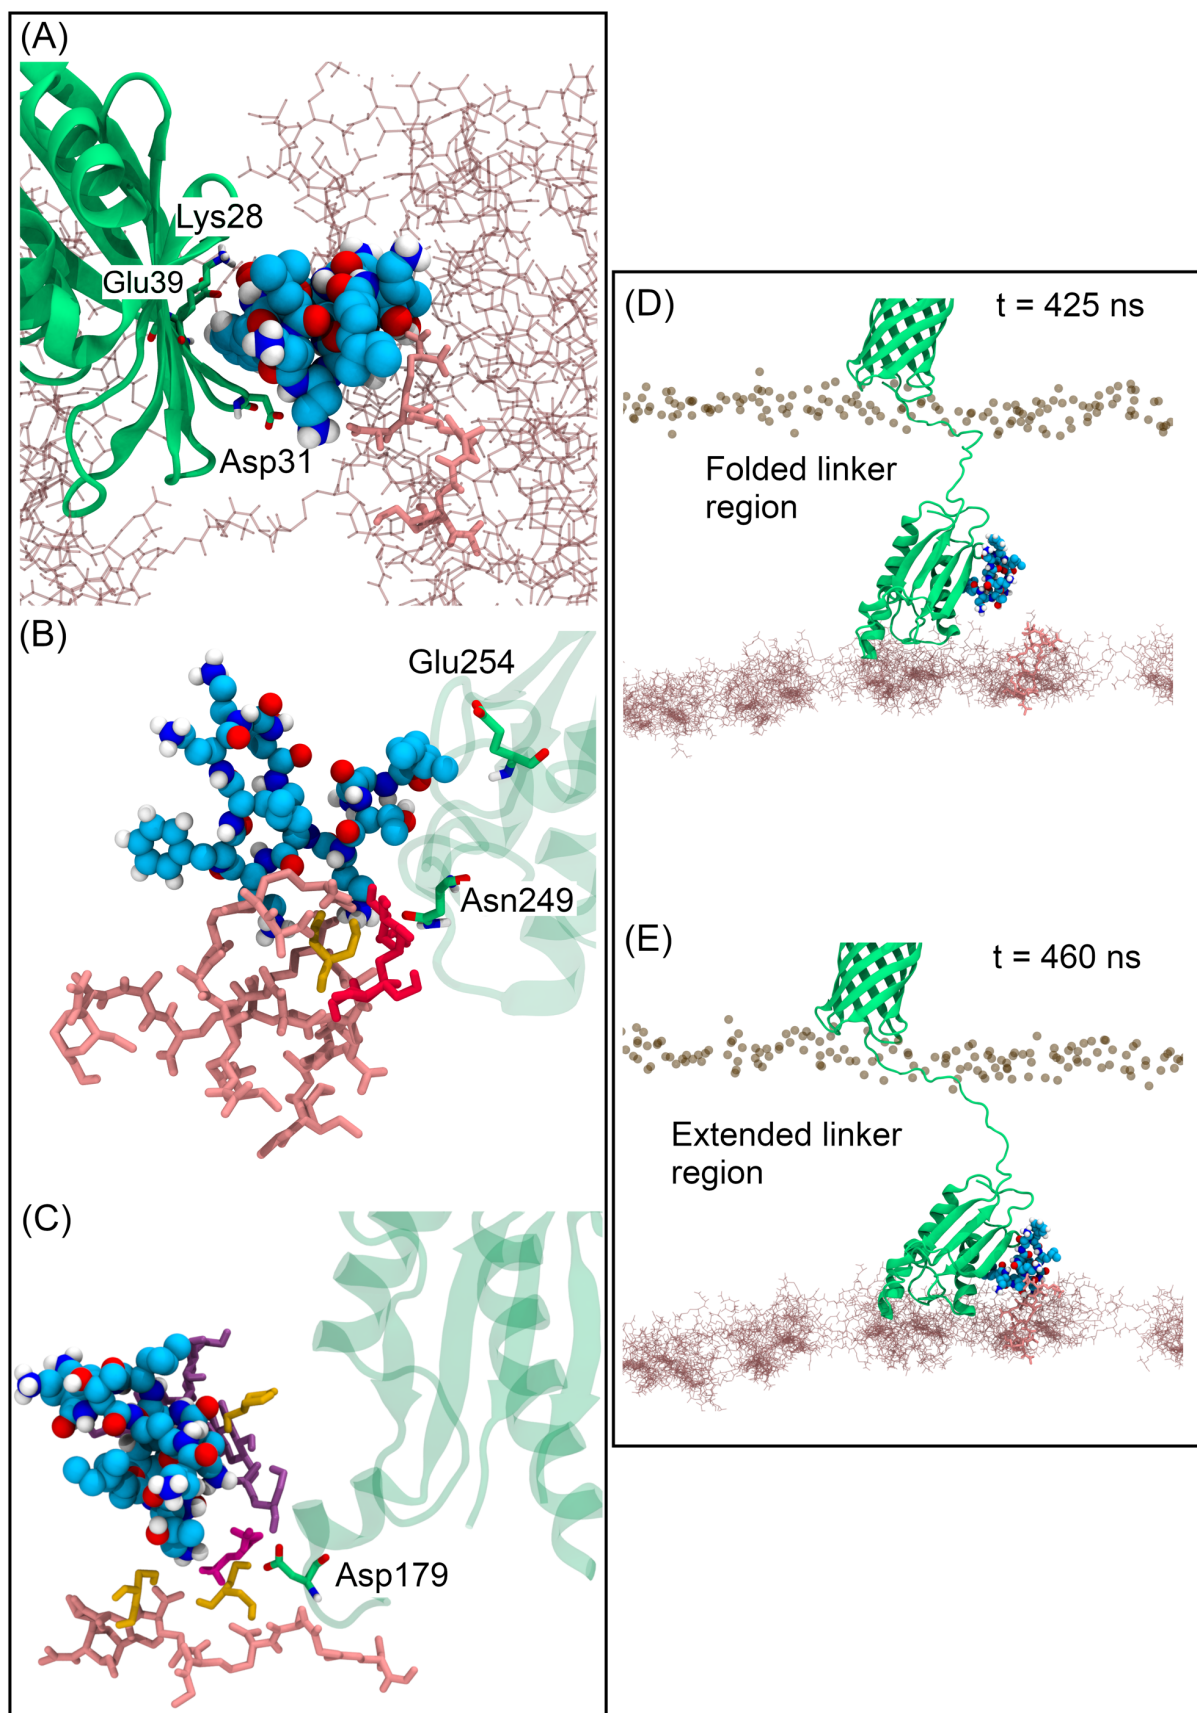 (A)
Lys28
Glu39
Asp31
(B)
Glu254
Asn249
(C)
Asp179
(D)
t = 425 ns
Folded linker
region
(E)
t = 460 ns
Extended linker
region